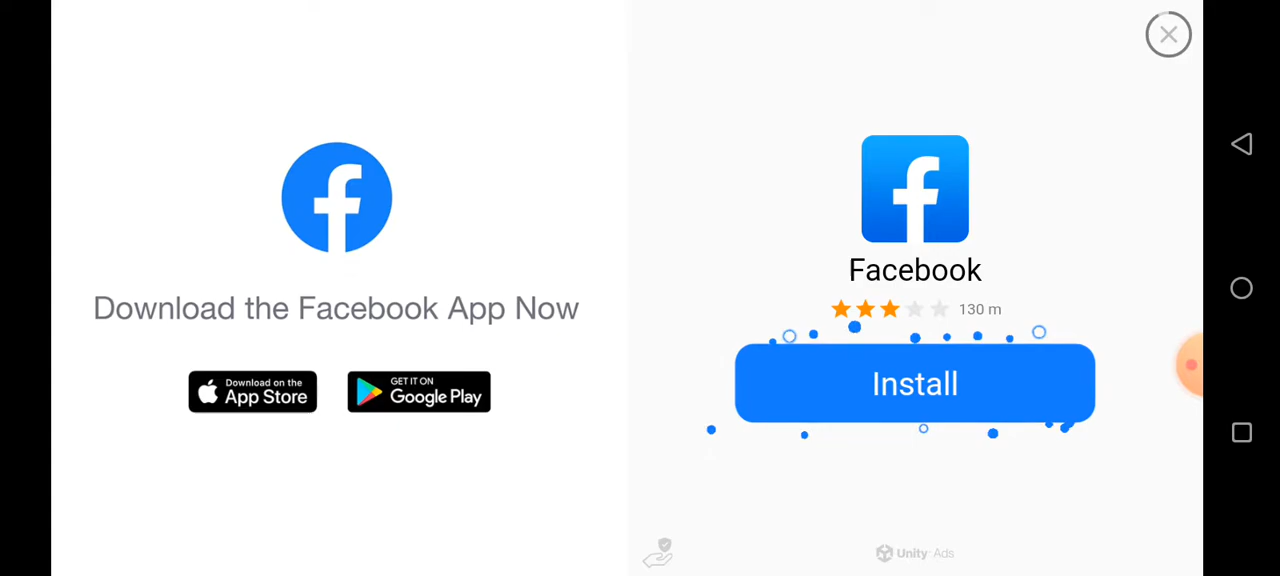 Download the Facebook App Now
Download on the
App Store
GET IT ON
Google Play
Facebook
130 m
Install
Unity Ads